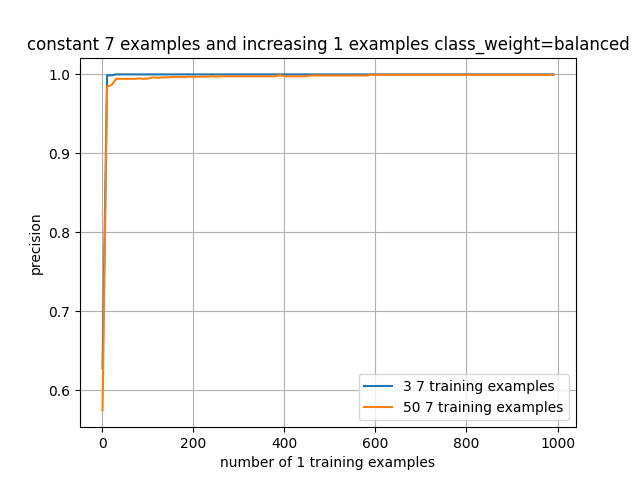 constant 7 examples and increasing 1 examples class_weight=balanced
1.0
0.9
0.8
0.7
0.6
precision
0
200
400
600
800
1000
number of 1 training examples
3 7 training examples
50 7 training examples